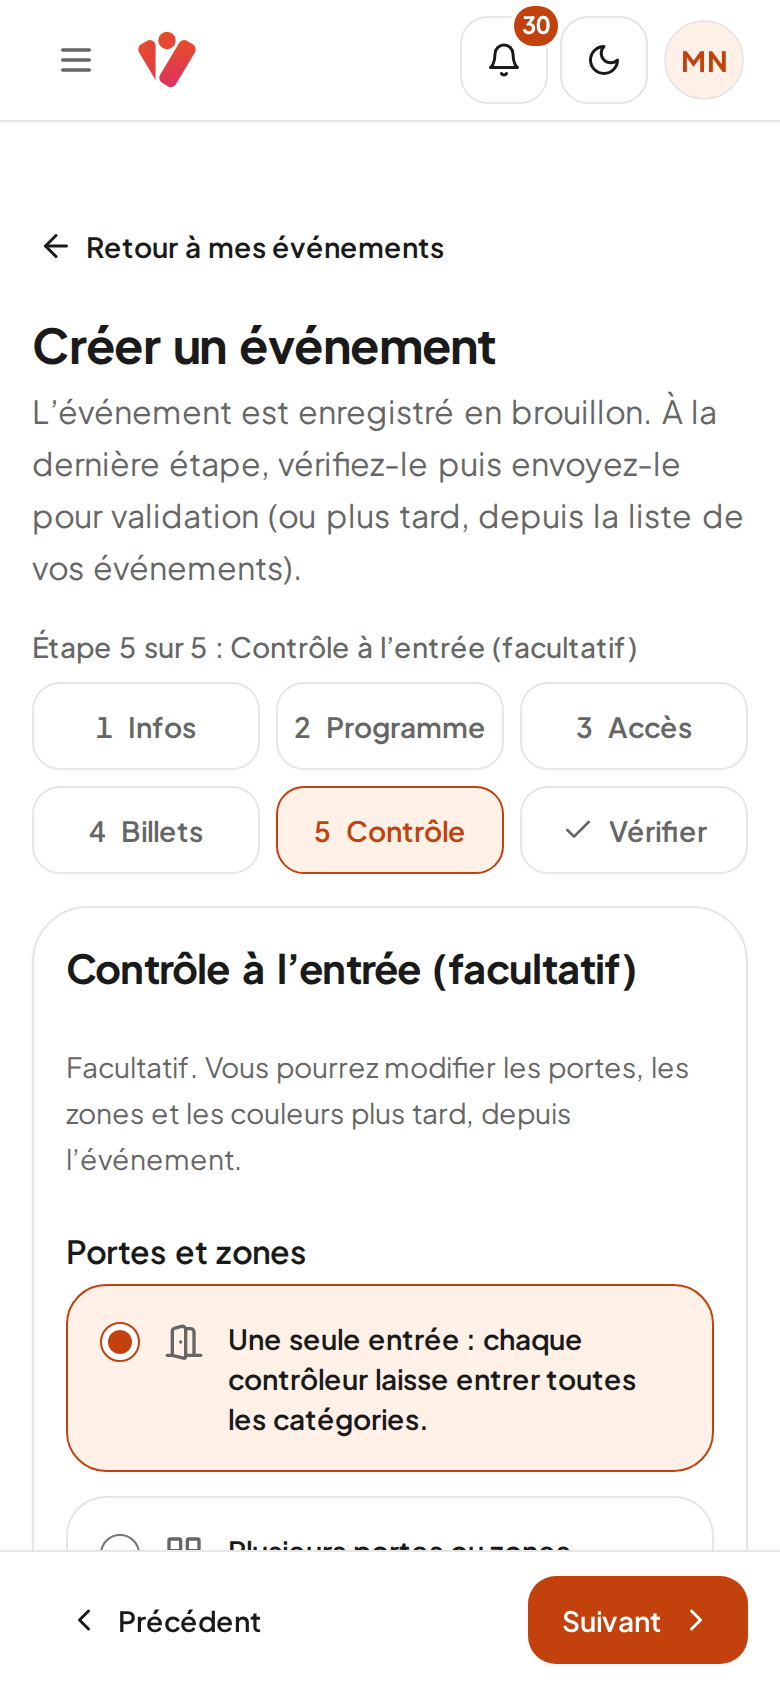 30
MN
Retour à mes événements
Créer un événement
L’événement est enregistré en brouillon. À la
dernière étape, vérifiez-le puis envoyez-le
pour validation (ou plus tard, depuis la liste de
vos événements).
Étape 5 sur 5 : Contrôle à l’entrée (facultatif)
1 Infos
2 Programme
3 Accès
4 Billets
5 Contrôle
Vérifier
Contrôle à l’entrée (facultatif)
Facultatif. Vous pourrez modifier les portes, les
zones et les couleurs plus tard, depuis
l’événement.
Portes et zones
Une seule entrée : chaque
contrôleur laisse entrer toutes
les catégories.
Plusieurs portes ou zones
Précédent
Suivant